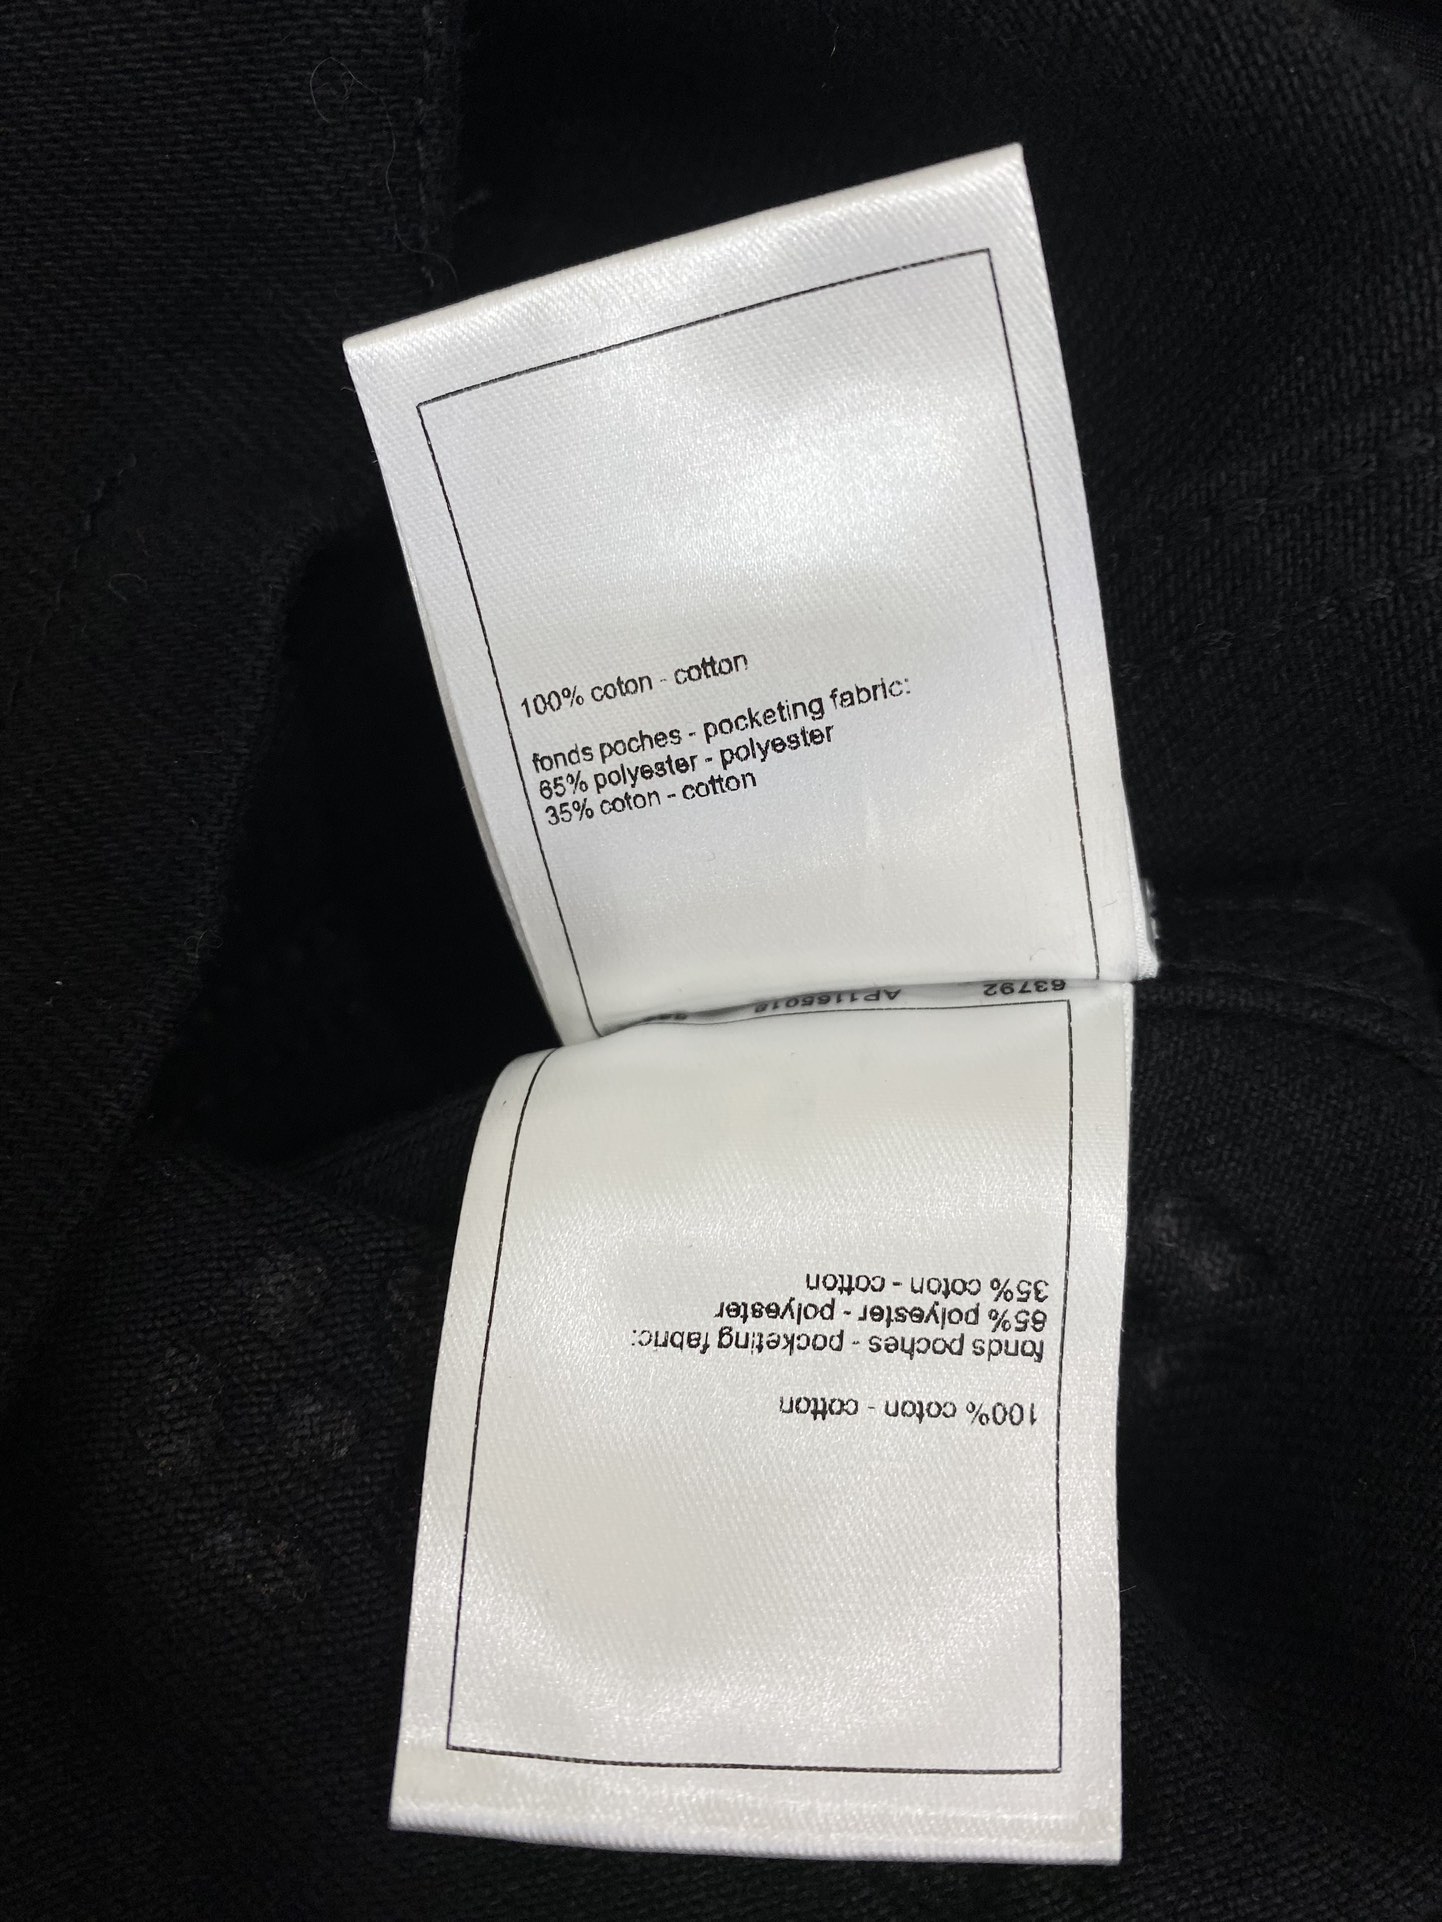 100% coton - cotton
fonds poches - pocketing fabric:
65% polyester - polyester
35% coton - cotton
63792 AP1165018
100% coton - cotton
fonds poches - pocketing fabric:
65% polyester - polyester
35% coton - cotton